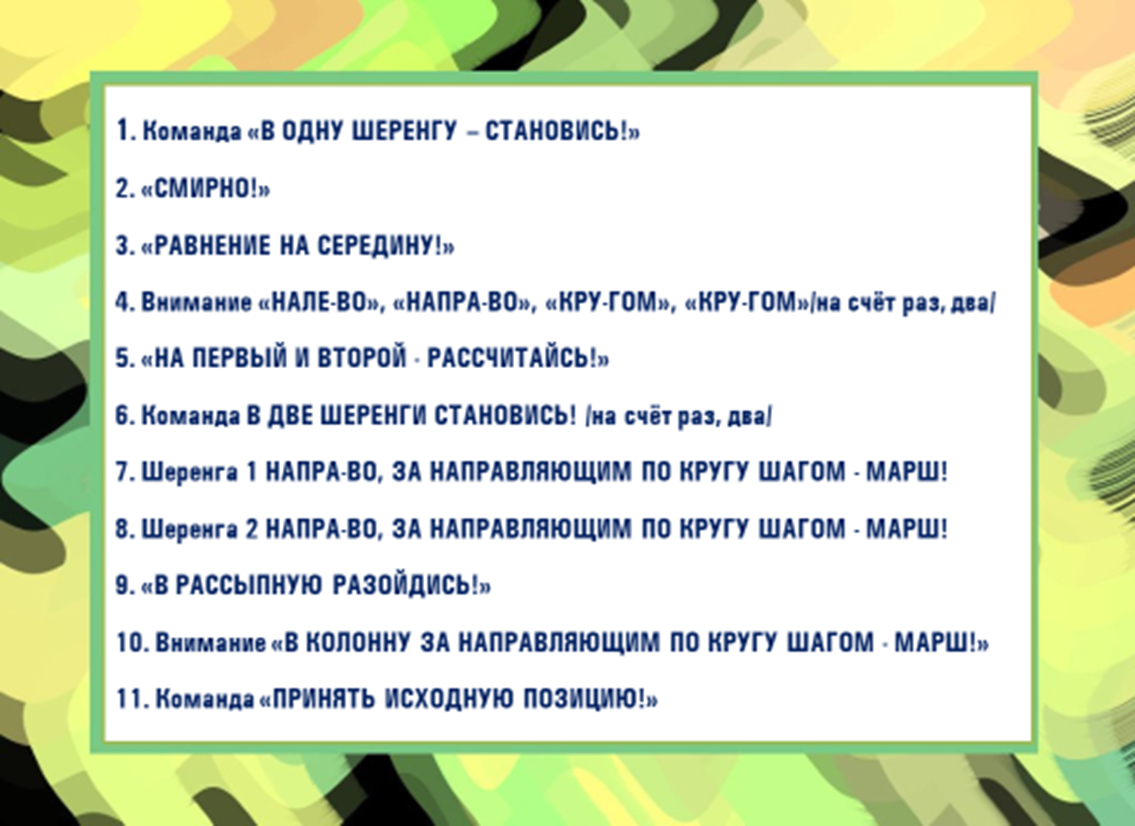 1. Команда «В ОДНУ ШЕРЕНГУ – СТАНОВИСЬ!»
2. «СМИРНО!»
3. «РАВНЕНИЕ НА СЕРЕДИНУ!»
4. Внимание «НАЛЕ-ВО», «НАПРА-ВО», «КРУ-ГОМ», «КРУ-ГОМ»/на счёт раз, два/
5. «НА ПЕРВЫЙ И ВТОРОЙ - РАССЧИТАЙСЬ!»
6. Команда В ДВЕ ШЕРЕНГИ СТАНОВИСЬ! /на счёт раз, два/
7. Шеренга 1 НАПРА-ВО, ЗА НАПРАВЛЯЮЩИМ ПО КРУГУ ШАГОМ - МАРШ!
8. Шеренга 2 НАПРА-ВО, ЗА НАПРАВЛЯЮЩИМ ПО КРУГУ ШАГОМ - МАРШ!
9. «В РАССЫПНУЮ РАЗОЙДИСЬ!»
10. Внимание «В КОЛОННУ ЗА НАПРАВЛЯЮЩИМ ПО КРУГУ ШАГОМ - МАРШ!»
11. Команда «ПРИНЯТЬ ИСХОДНУЮ ПОЗИЦИЮ!»